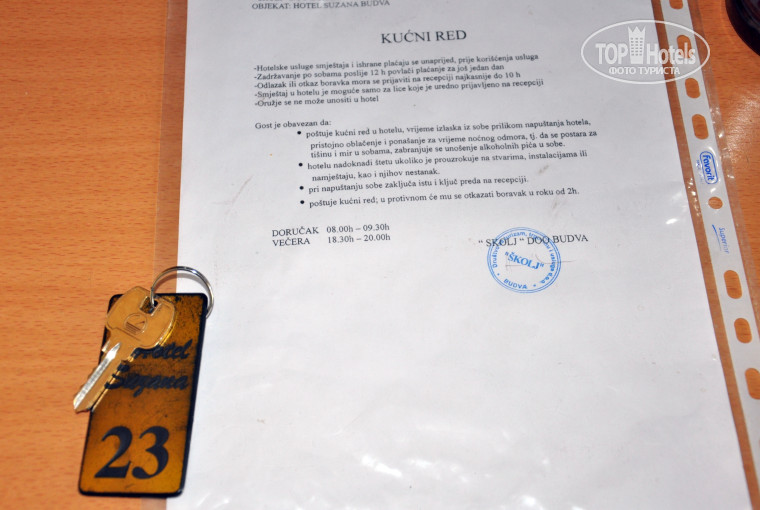 OBJEKAT: HOTEL SUZANA BUDVA
KUĆNI RED
-Hotelske usluge smještaja i ishrane plaćaju se unaprijed, prije korišćenja usluga
-Zadržavanje po sobama poslije 12 h povlači plaćanje za još jedan dan
-Odlazak ili otkaz boravka mora se prijaviti na recepciji najkasnije do 10 h
-Smještaj u hotelu je moguće samo za lice koje je uredno prijavljeno na recepciji
-Oružje se ne može unositi u hotel
Gost je obavezan da:
• poštuje kućni red u hotelu, vrijeme izlaska iz sobe prilikom napuštanja hotela,
pristojno oblačenje i ponašanje za vrijeme noćnog odmora, tj. da se postara za
tišinu i mir u sobama, zabranjuje se unošenje alkoholnih pića u sobe.
• hotelu nadoknadi štetu ukoliko je prouzrokuje na stvarima, instalacijama ili
namještaju, kao i njihov nestanak.
• pri napuštanju sobe zaključa istu i ključ preda na recepciji.
• poštuje kućni red; u protivnom će mu se otkazati boravak u roku od 2h.
DORUČAK 08.00h – 09.30h
VEČERA 18.30h – 20.00h
“ ŠKOLJ ” DOO BUDVA
"ŠKOLJ"
BUDVA
Hotel
Suzana
23
TOP Hotels
ФОТО ТУРИСТА
Favorit
Superior